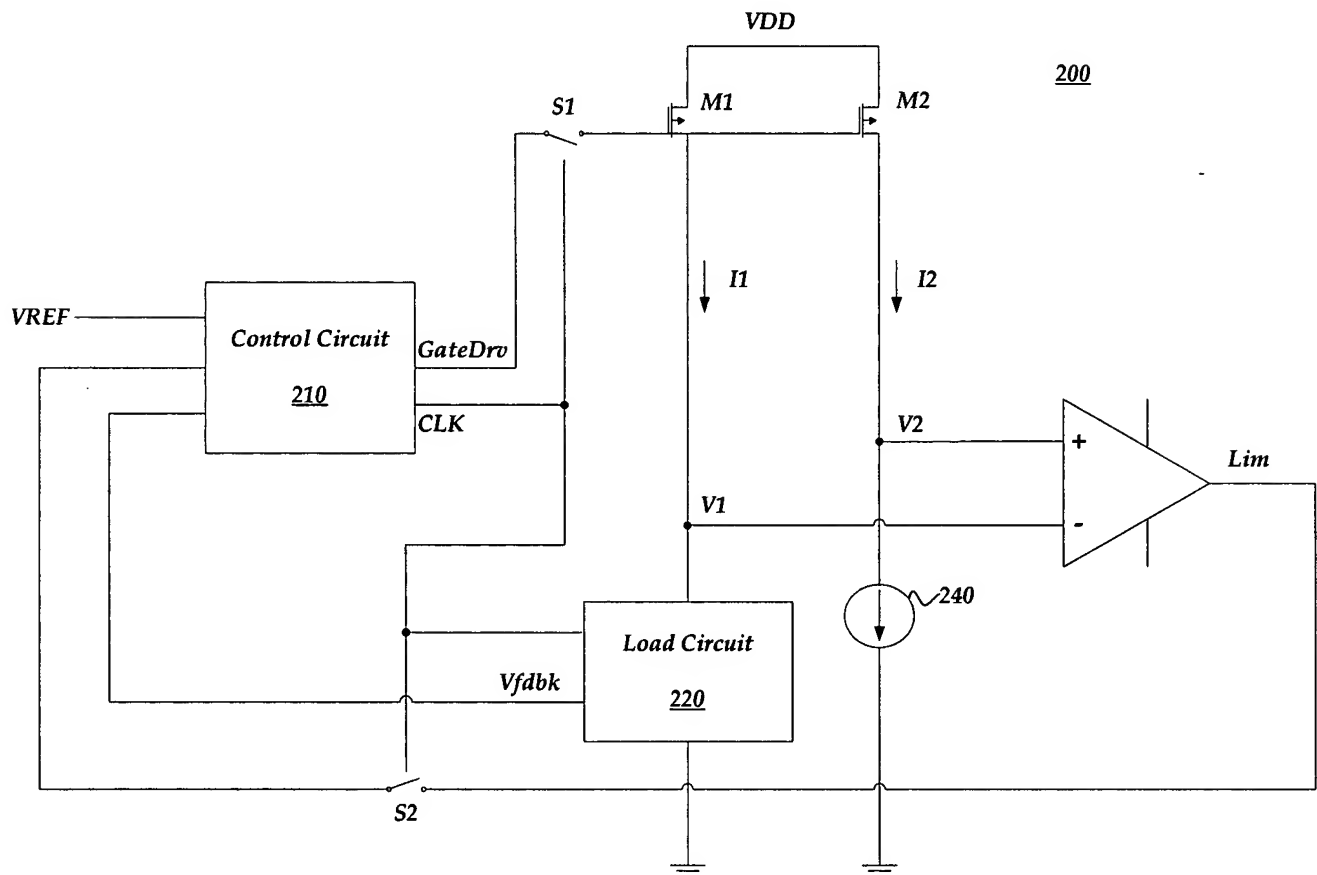 VDD
200
S1
M1
M2
I1
I2
VREF
Control Circuit
210
GateDrv
CLK
V2
+
Lim
V1
-
240
Load Circuit
220
Vfdbk
S2